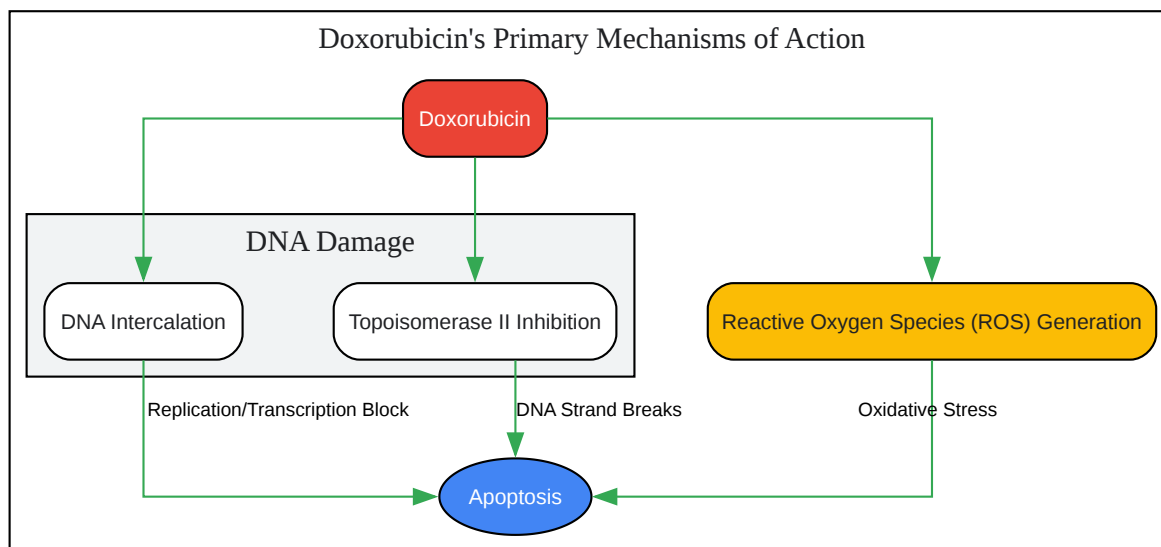 Doxorubicin's Primary Mechanisms of Action
Doxorubicin
DNA Damage
DNA Intercalation
Topoisomerase II Inhibition
Reactive Oxygen Species (ROS) Generation
Replication/Transcription Block
DNA Strand Breaks
Oxidative Stress
Apoptosis